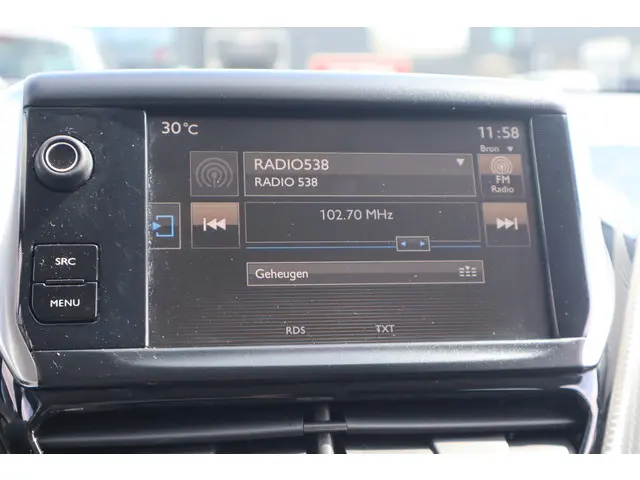 30°C
11:58
Bron
RADIO538
RADIO 538
FM
Radio
102.70 MHz
SRC
MENU
Geheugen
RDS
TXT